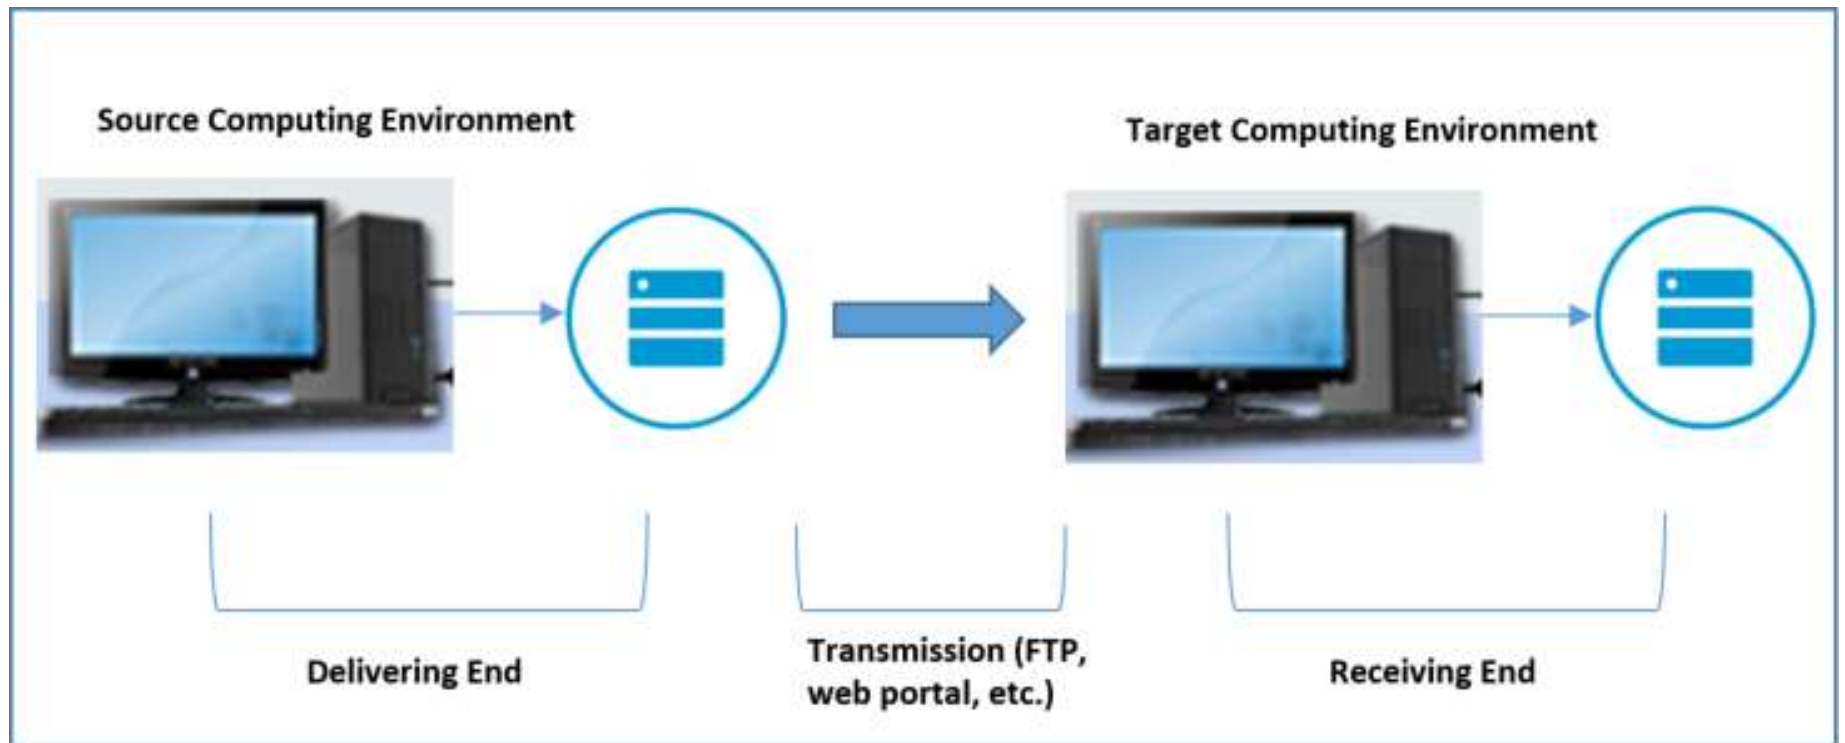 Source Computing Environment
Target Computing Environment
Delivering End
Transmission (FTP,
web portal, etc.)
Receiving End